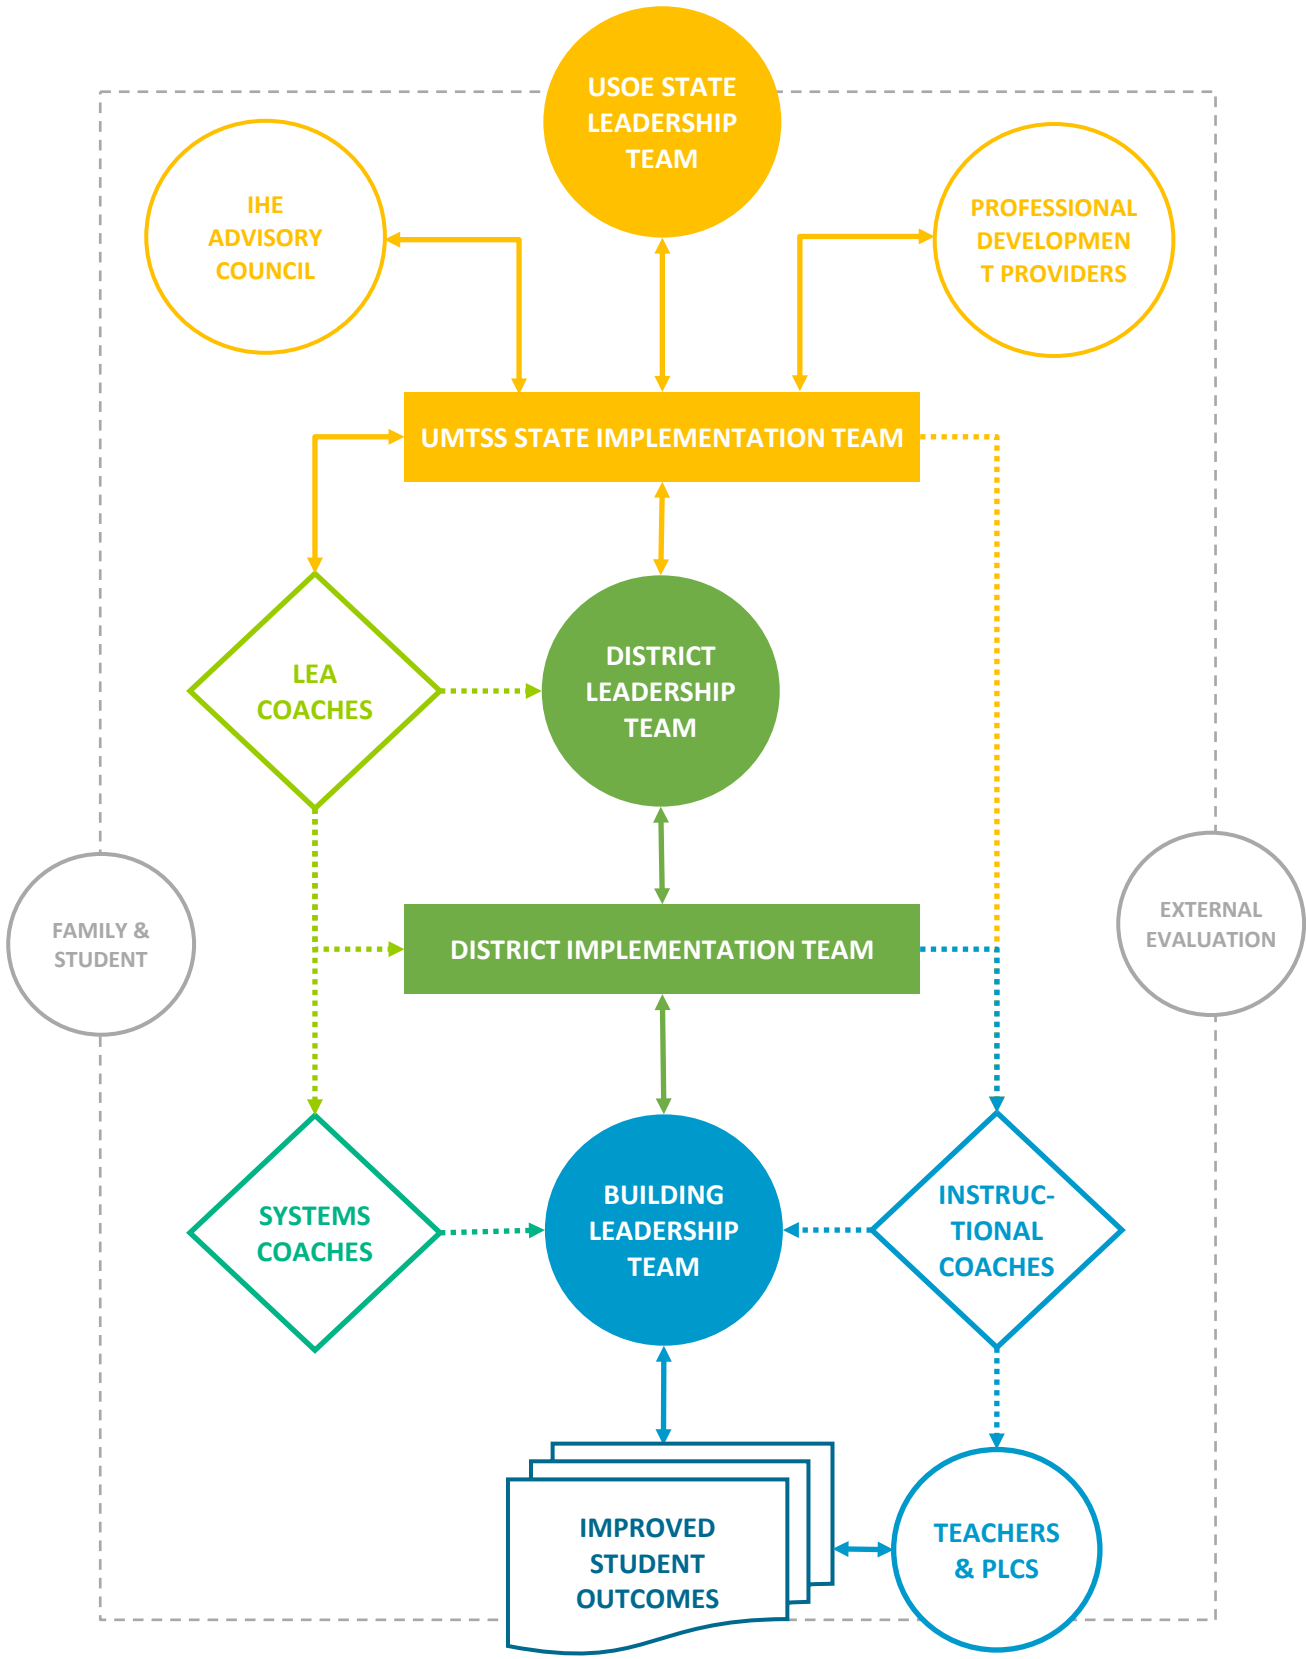 USOE STATE
LEADERSHIP
TEAM
IHE
ADVISORY
COUNCIL
PROFESSIONAL
DEVELOPMEN
T PROVIDERS
UMTSS STATE IMPLEMENTATION TEAM
LEA
COACHES
DISTRICT
LEADERSHIP
TEAM
FAMILY &
STUDENT
DISTRICT IMPLEMENTATION TEAM
EXTERNAL
EVALUATION
SYSTEMS
COACHES
BUILDING
LEADERSHIP
TEAM
INSTRUC-
TIONAL
COACHES
IMPROVED
STUDENT
OUTCOMES
TEACHERS
& PLCS